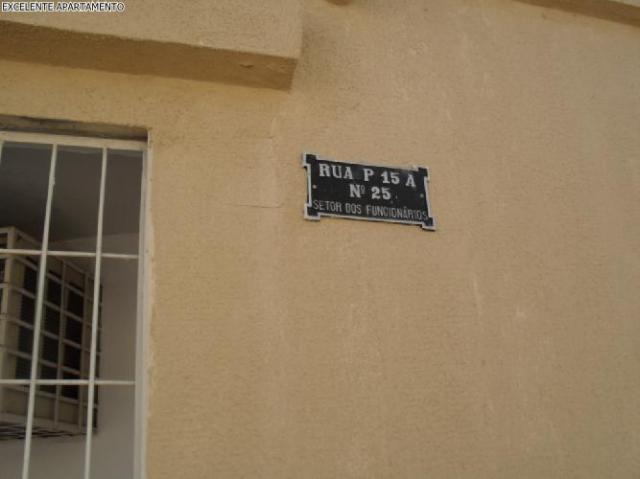 EXCELENTE APARTAMENTO
RUA P 15 A
Nº 25
SETOR DOS FUNCIONÁRIOS